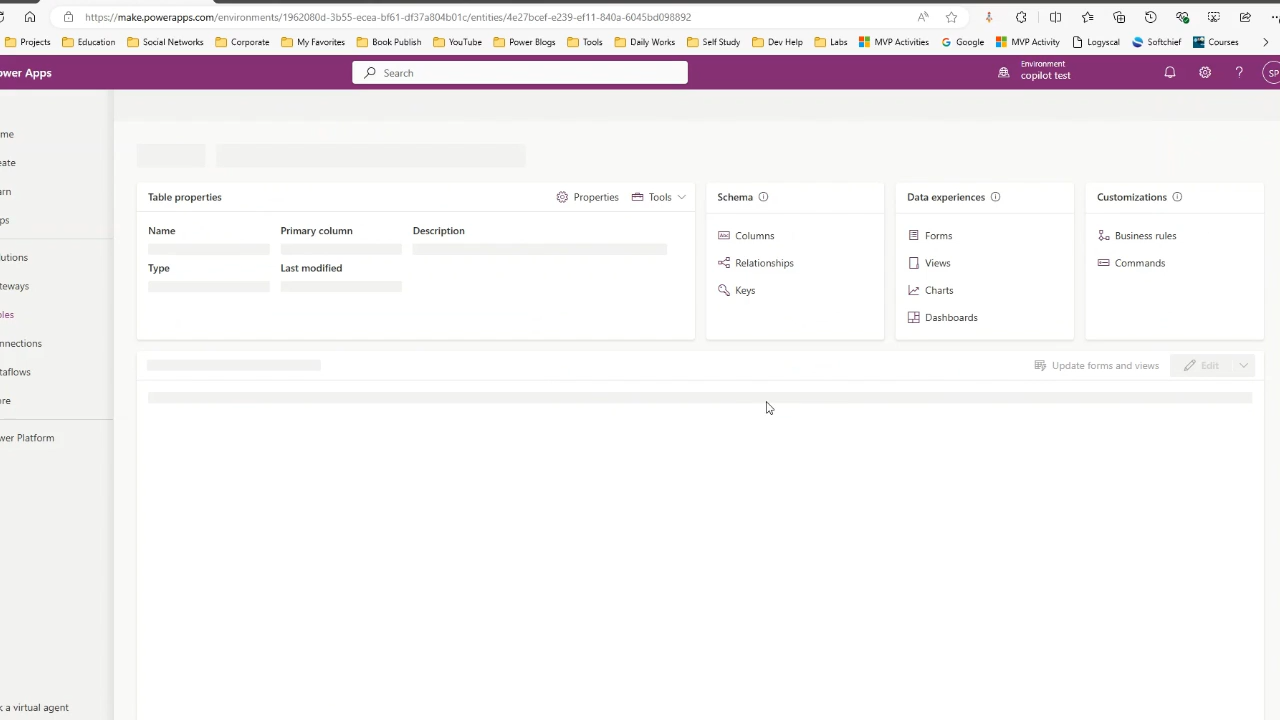 https://make.powerapps.com/environments/1962080d-3b55-ecea-bf61-df37a804b01c/entities/4e27bcef-e239-ef11-840a-6045bd098892
Projects Education Social Networks Corporate My Favorites Book Publish YouTube Power Blogs Tools Daily Works Self Study Dev Help Labs MVP Activities Google MVP Activity Logyscal Softchief Courses
ower Apps Search Environment
copilot test SP
me
eate
arn
ps
utions
teways
les
nnections
taflows
ore
wer Platform
k a virtual agent
Table properties Properties Tools
Name Primary column Description
Type Last modified
Schema
Columns
Relationships
Keys
Data experiences
Forms
Views
Charts
Dashboards
Customizations
Business rules
Commands
Update forms and views Edit